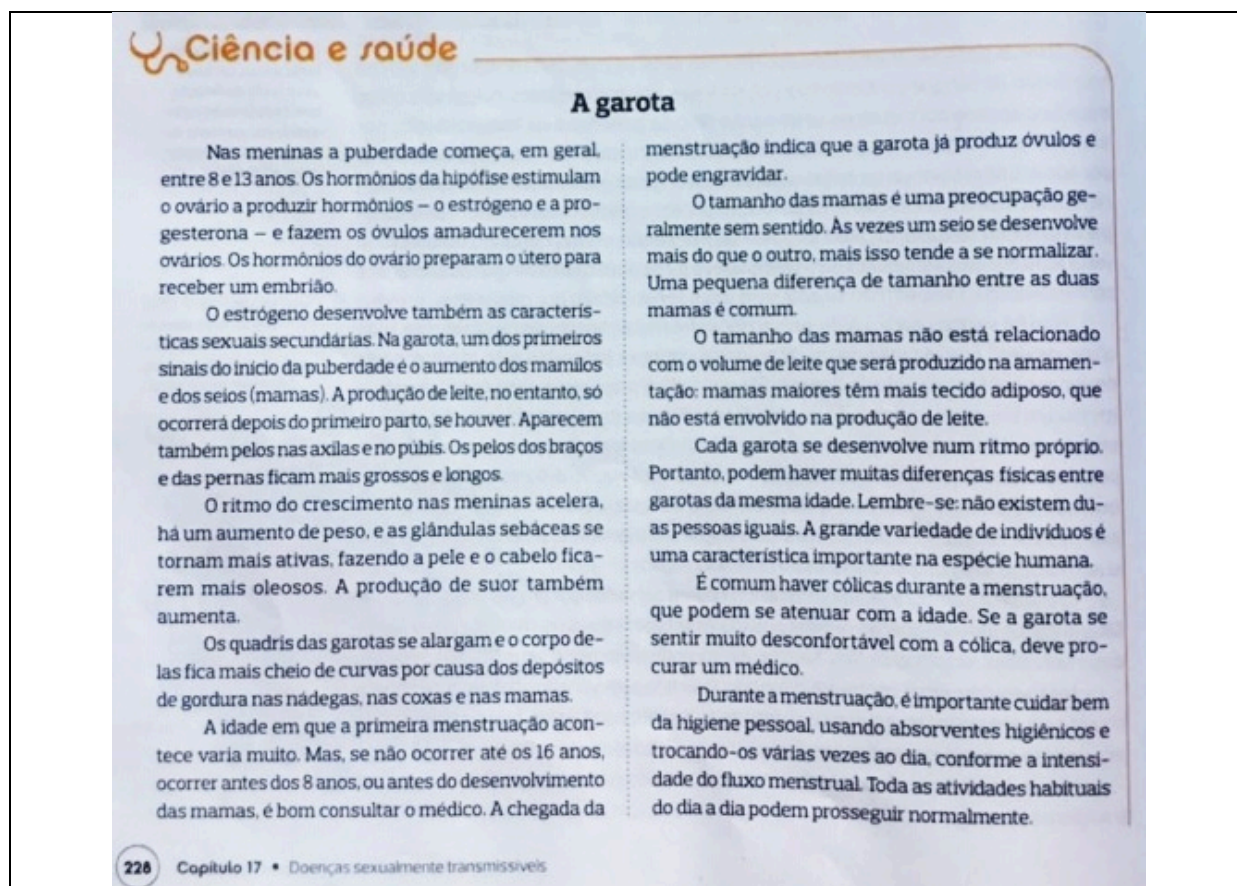 Ciência e saúde
A garota
Nas meninas a puberdade começa, em geral,
entre 8 e 13 anos. Os hormônios da hipófise estimulam
o ovário a produzir hormônios – o estrógeno e a pro-
gesterona – e fazem os óvulos amadurecerem nos
ovários. Os hormônios do ovário preparam o útero para
receber um embrião.
O estrógeno desenvolve também as caracterís-
ticas sexuais secundárias. Na garota, um dos primeiros
sinais do início da puberdade é o aumento dos mamilos
e dos seios (mamas). A produção de leite, no entanto, só
ocorrerá depois do primeiro parto, se houver. Aparecem
também pelos nas axilas e no púbis. Os pelos dos braços
e das pernas ficam mais grossos e longos.
O ritmo do crescimento nas meninas acelera,
há um aumento de peso, e as glândulas sebáceas se
tornam mais ativas, fazendo a pele e o cabelo fica-
rem mais oleosos. A produção de suor também
aumenta.
Os quadris das garotas se alargam e o corpo de-
las fica mais cheio de curvas por causa dos depósitos
de gordura nas nádegas, nas coxas e nas mamas.
A idade em que a primeira menstruação acon-
tece varia muito. Mas, se não ocorrer até os 16 anos,
ocorrer antes dos 8 anos, ou antes do desenvolvimento
das mamas, é bom consultar o médico. A chegada da
menstruação indica que a garota já produz óvulos e
pode engravidar.
O tamanho das mamas é uma preocupação ge-
ralmente sem sentido. Às vezes um seio se desenvolve
mais do que o outro, mais isso tende a se normalizar.
Uma pequena diferença de tamanho entre as duas
mamas é comum.
O tamanho das mamas não está relacionado
com o volume de leite que será produzido na amamen-
tação: mamas maiores têm mais tecido adiposo, que
não está envolvido na produção de leite.
Cada garota se desenvolve num ritmo próprio.
Portanto, podem haver muitas diferenças físicas entre
garotas da mesma idade. Lembre-se: não existem du-
as pessoas iguais. A grande variedade de indivíduos é
uma característica importante na espécie humana.
É comum haver cólicas durante a menstruação,
que podem se atenuar com a idade. Se a garota se
sentir muito desconfortável com a cólica, deve pro-
curar um médico.
Durante a menstruação, é importante cuidar bem
da higiene pessoal, usando absorventes higiênicos e
trocando-os várias vezes ao dia, conforme a intensi-
dade do fluxo menstrual. Toda as atividades habituais
do dia a dia podem prosseguir normalmente.
228 Capítulo 17 • Doenças sexualmente transmissíveis